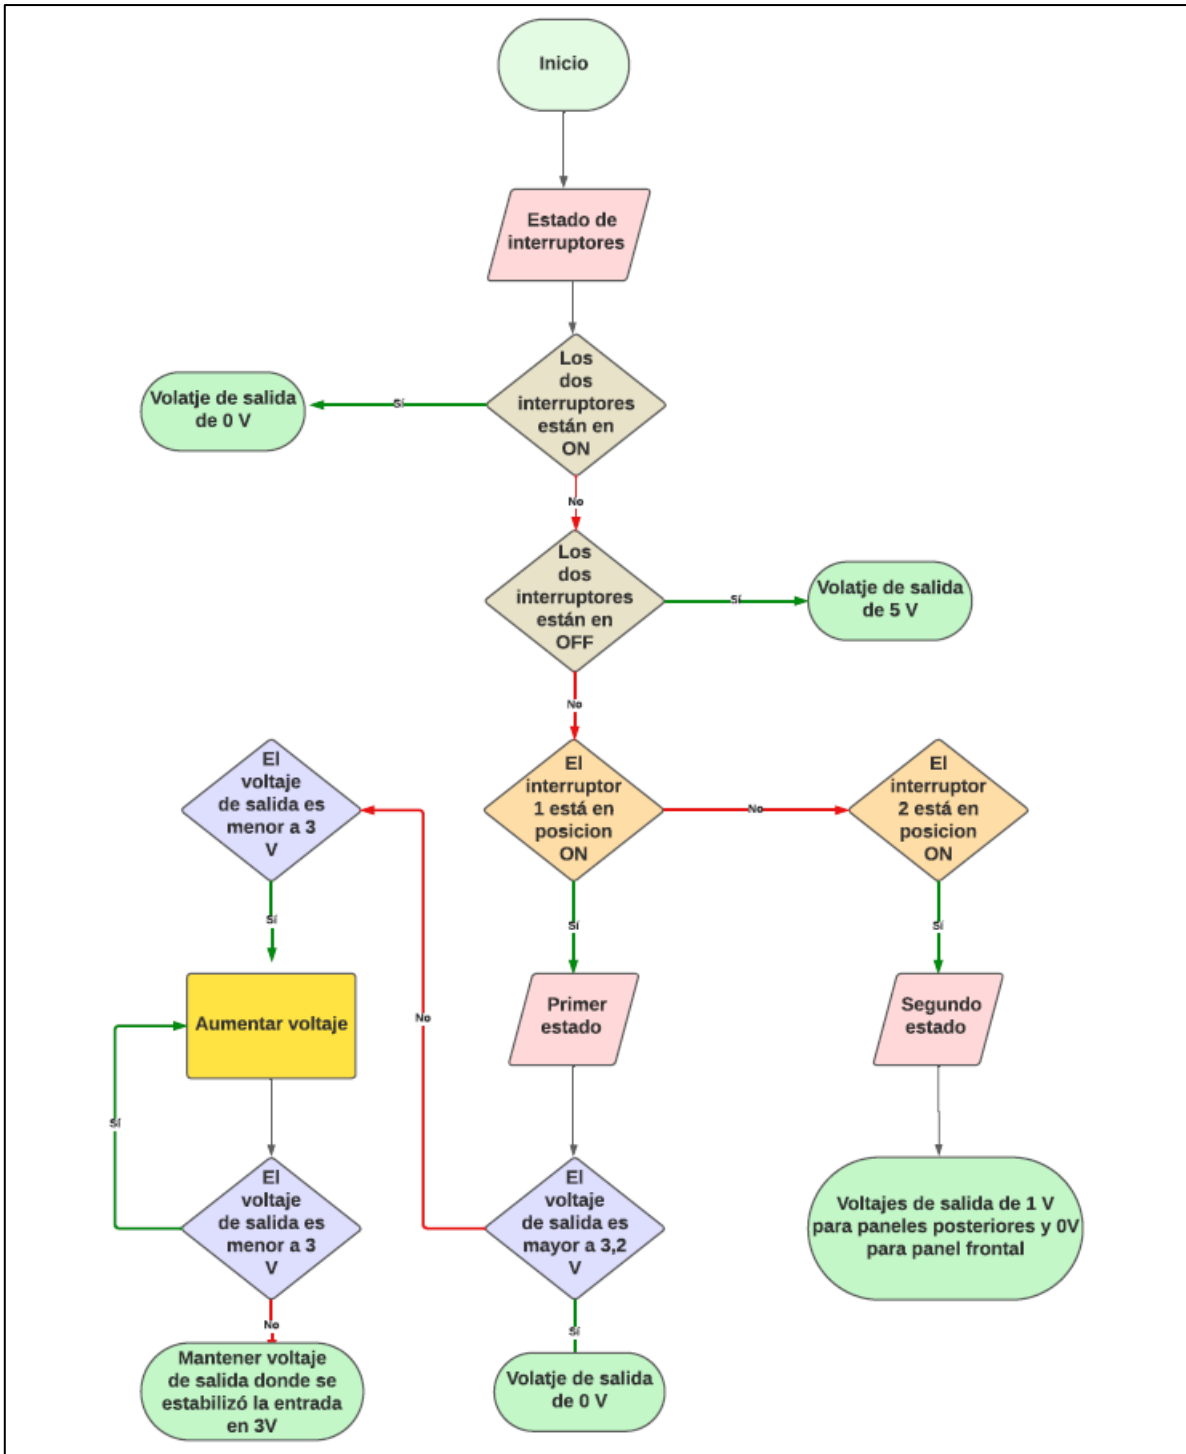 Inicio
Estado de
interruptores
Los
dos
interruptores
están en
ON
Sí
Volatje de salida
de 0 V
No
Los
dos
interruptores
están en
OFF
Sí
Volatje de salida
de 5 V
No
El
voltaje
de salida es
menor a 3
V
El
interruptor
1 está en
posicion
ON
No
El
interruptor
2 está en
posicion
ON
Sí
Sí
Sí
Aumentar voltaje
No
Primer
estado
Segundo
estado
Sí
El
voltaje
de salida es
menor a 3
V
El
voltaje
de salida es
mayor a 3,2
V
Voltajes de salida de 1 V
para paneles posteriores y 0V
para panel frontal
No
Sí
Mantener voltaje
de salida donde se
estabilizó la entrada
en 3V
Volatje de salida
de 0 V